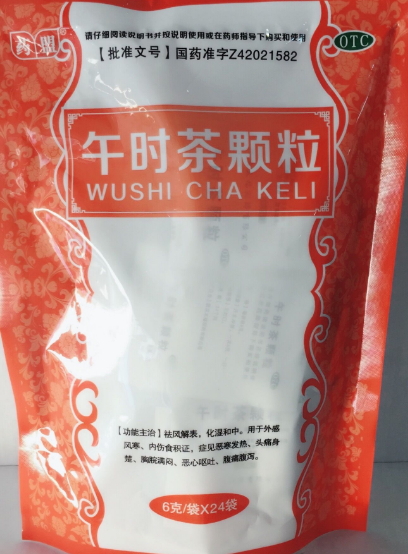 药盟
请仔细阅读说明书并按说明使用或在药师指导下购买和使用
OTC
【批准文号】国药准字Z42021582
午时茶颗粒
WUSHI CHA KELI
【功能主治】祛风解表，化湿和中。用于外感
风寒、内伤食积证，症见恶寒发热、头痛身
楚、胸脘满闷、恶心呕吐、腹痛腹泻。
6克/袋X24袋